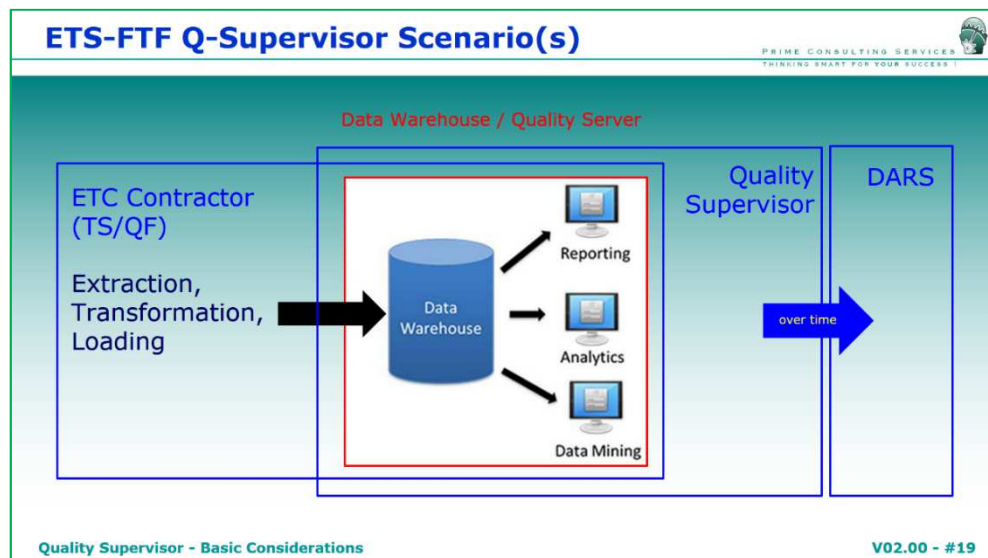 ETS-FTF Q-Supervisor Scenario(s)
PRIME CONSULTING SERVICES
THINKING SMART FOR YOUR SUCCESS !
Data Warehouse / Quality Server
ETC Contractor
(TS/QF)
Extraction,
Transformation,
Loading
Data
Warehouse
Reporting
Analytics
Data Mining
Quality
Supervisor
over time
DARS
Quality Supervisor - Basic Considerations
V02.00 - #19